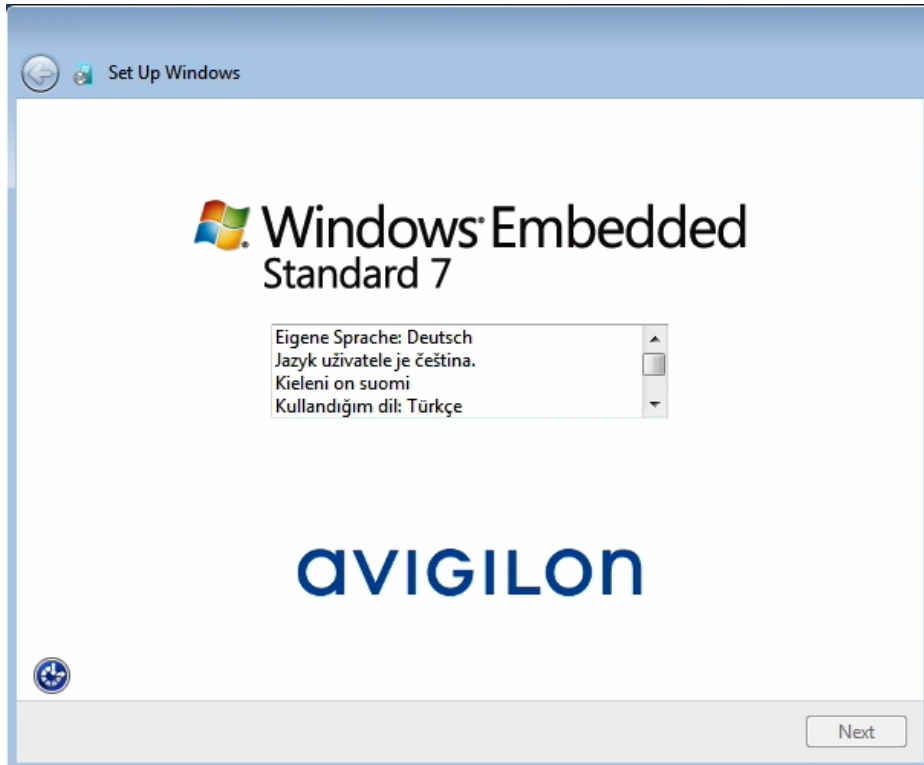 Set Up Windows
Windows® Embedded
Standard 7
Eigene Sprache: Deutsch
Jazyk uživatele je čeština.
Kieleni on suomi
Kullandığım dil: Türkçe
avigilon
Next